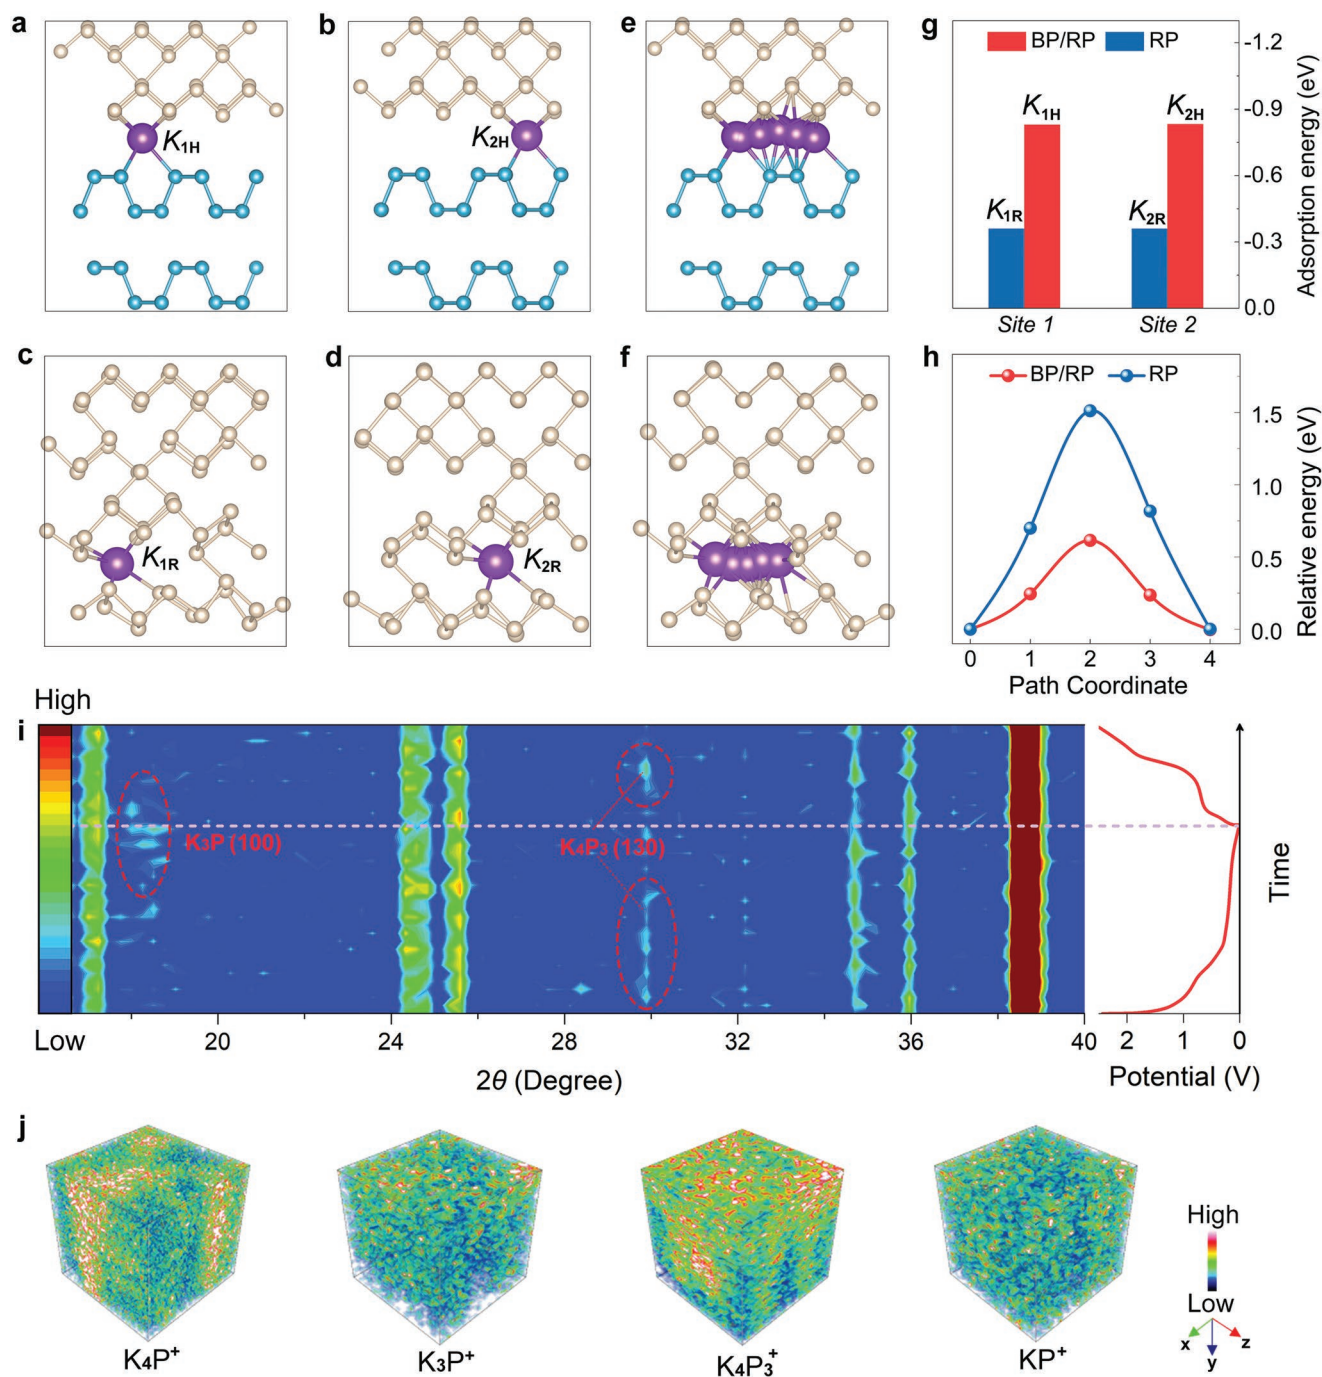 a
K1H
b
K2H
e
g
BP/RP RP
K1H
K2H
K1R
K2R
-1.2
-0.9
-0.6
-0.3
0.0
Adsorption energy (eV)
Site 1 Site 2
c
K1R
d
K2R
f
h
BP/RP RP
1.5
1.0
0.5
0.0
Relative energy (eV)
0 1 2 3 4
Path Coordinate
High
i
K3P (100)
K4P3 (130)
Low
20 24 28 32 36 40
2θ (Degree)
2 1 0
Potential (V)
Time
j
K4P+
K3P+
K4P3+
KP+
High
Low
x
y
z